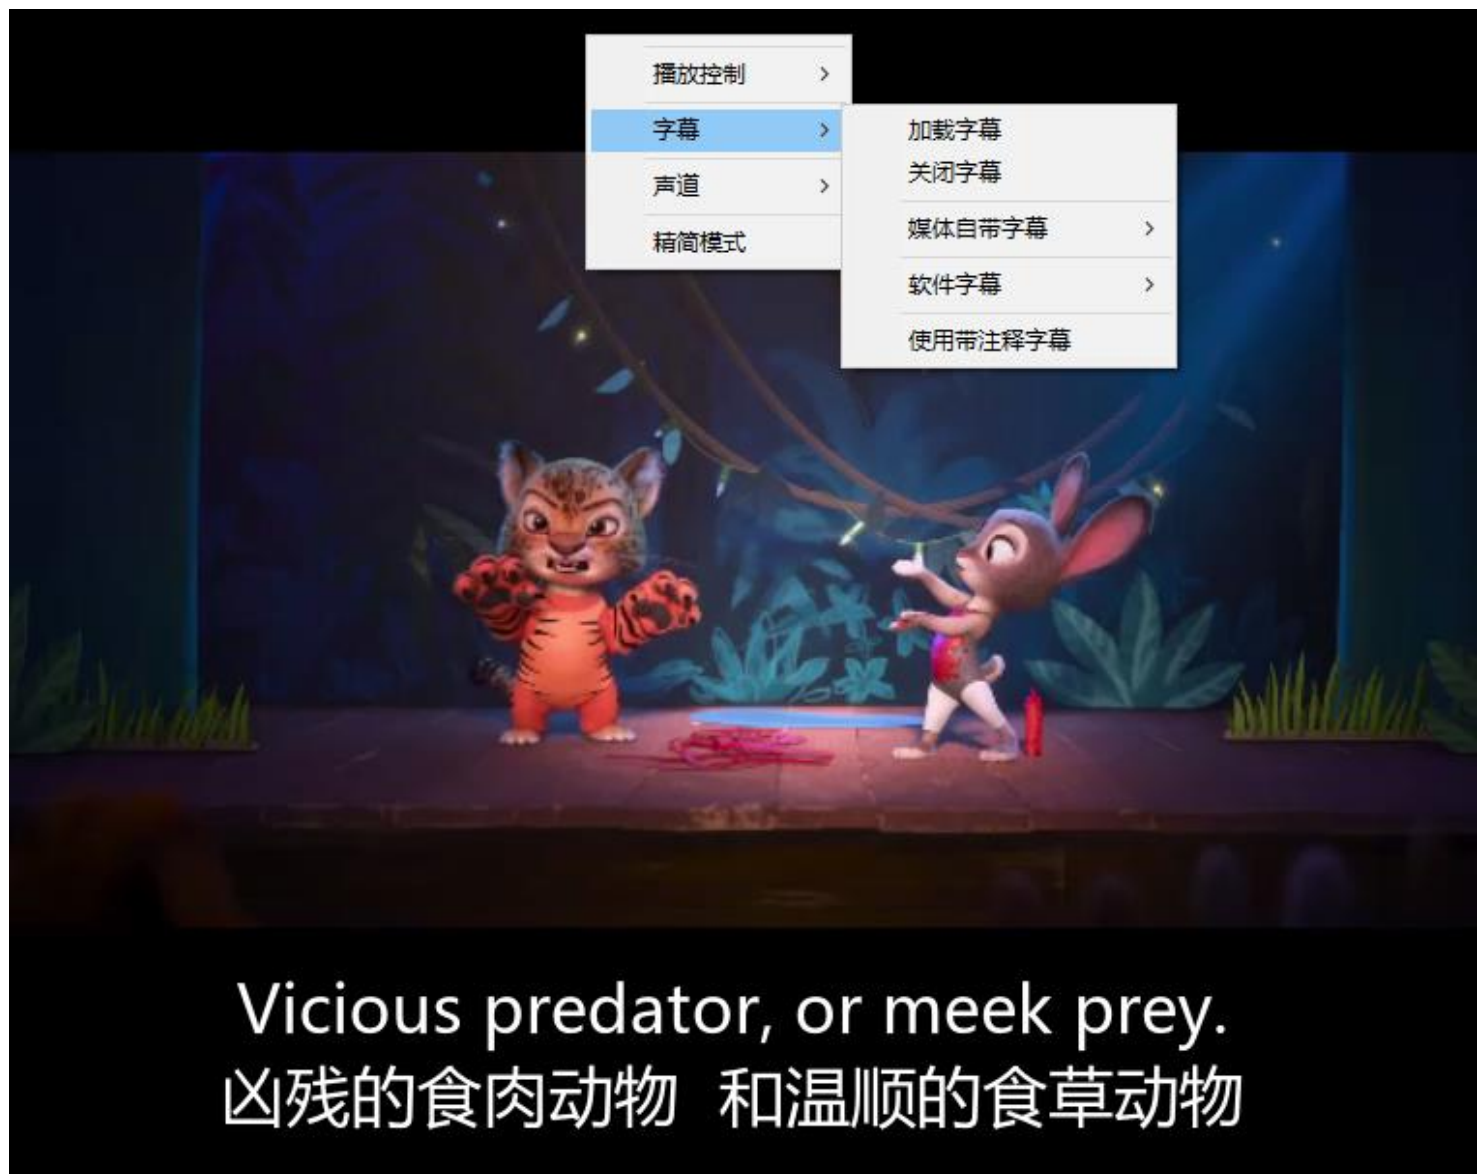 播放控制
字幕
声道
精简模式
加载字幕
关闭字幕
媒体自带字幕
软件字幕
使用带注释字幕
Vicious predator, or meek prey.
凶残的食肉动物 和温顺的食草动物